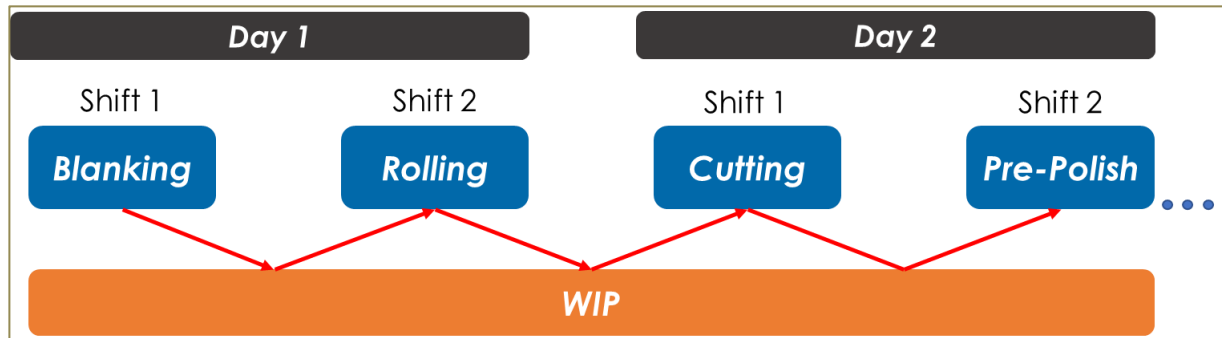 Day 1
Day 2
Shift 1
Shift 2
Shift 1
Shift 2
Blanking
Rolling
Cutting
Pre-Polish
WIP